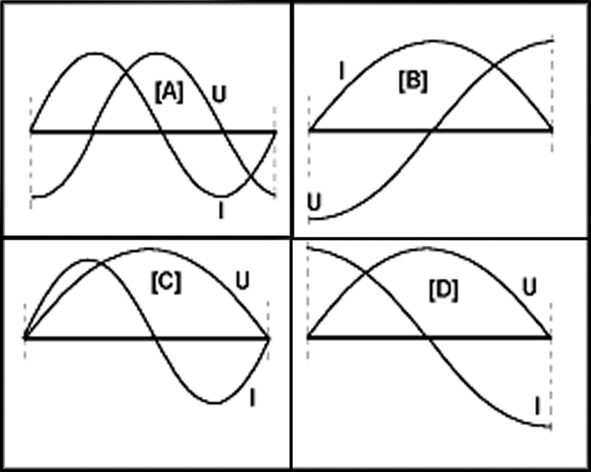 [A] U
I
I [B]
U
[C] U
I
[D] U
I